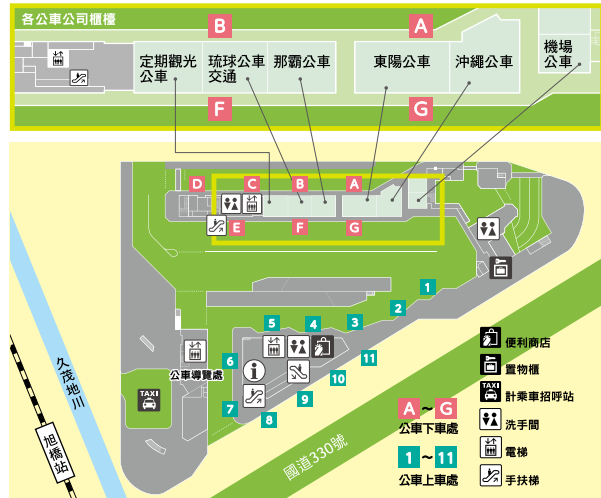 各公車公司櫃檯
B
A
定期觀光
公車
琉球公車
交通
那霸公車
東陽公車
沖繩公車
機場
公車
F
G
D
C
B
A
E
F
G
1
2
3
4
5
6
7
8
9
10
11
公車導覽處
i
TAXI
久茂地川
旭橋站
國道330號
便利商店
置物櫃
TAXI
計乘車招呼站
洗手間
電梯
手扶梯
A～G
公車下車處
1～11
公車上車處